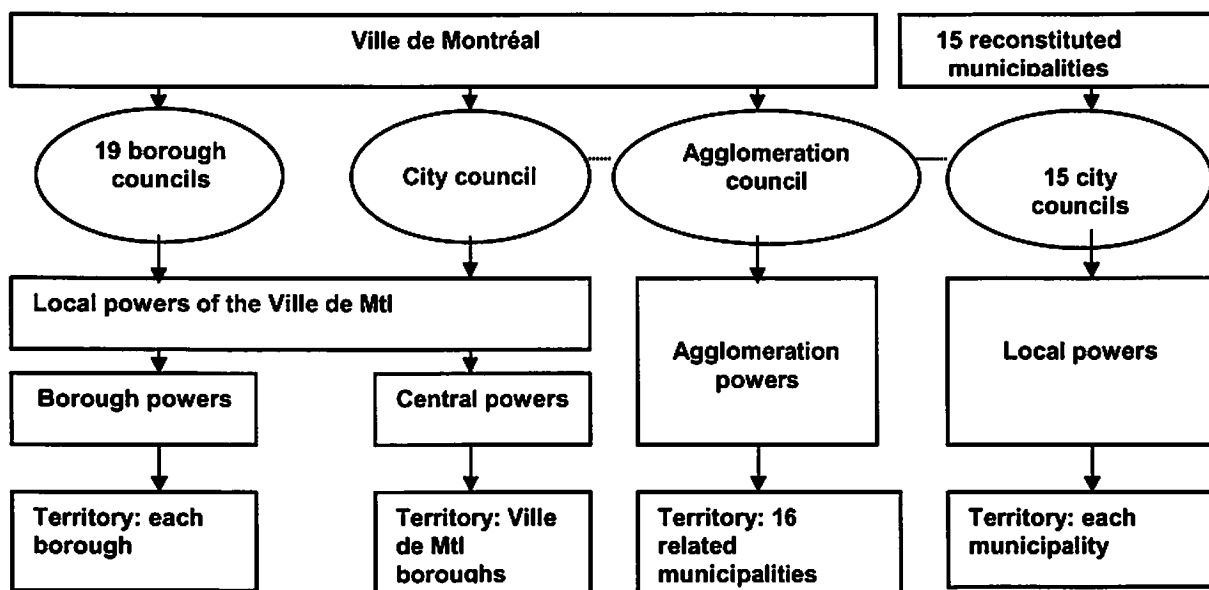 Ville de Montréal
15 reconstituted
municipalities
19 borough
councils
City council
Agglomeration
council
15 city
councils
Local powers of the Ville de Mtl
Agglomeration
powers
Local powers
Borough powers
Central powers
Territory: each
borough
Territory: Ville
de Mtl
boroughs
Territory: 16
related
municipalities
Territory: each
municipality